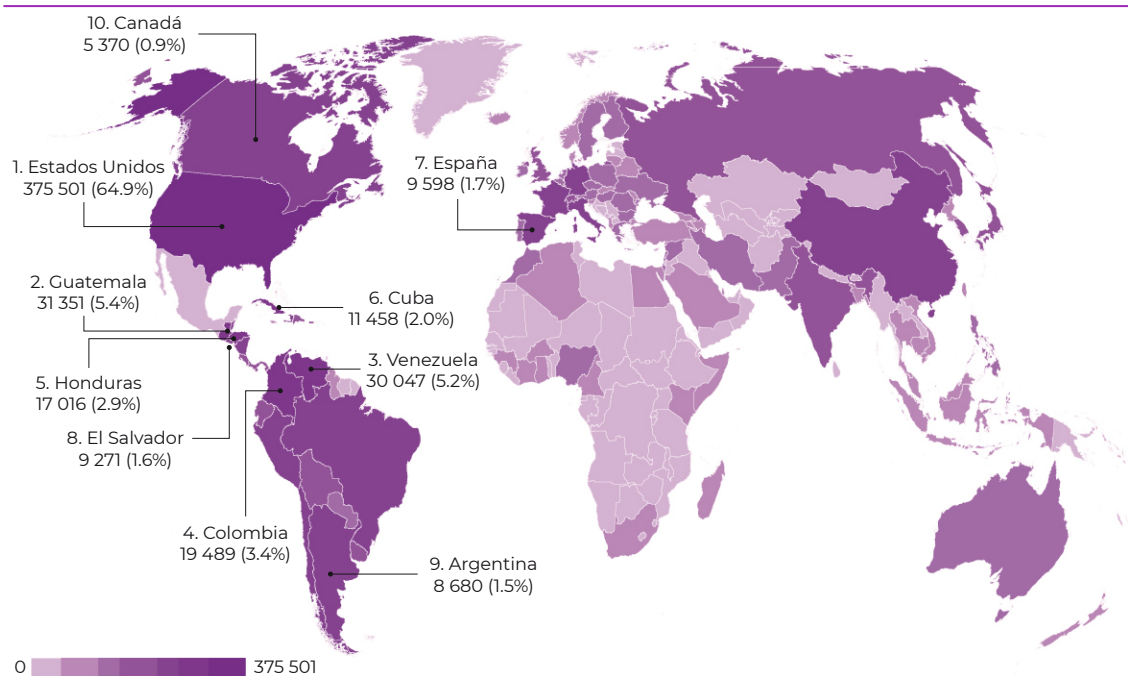 10. Canadá
5 370 (0.9%)
1. Estados Unidos
375 501 (64.9%)
7. España
9 598 (1.7%)
2. Guatemala
31 351 (5.4%)
6. Cuba
11 458 (2.0%)
3. Venezuela
30 047 (5.2%)
5. Honduras
17 016 (2.9%)
8. El Salvador
9 271 (1.6%)
4. Colombia
19 489 (3.4%)
9. Argentina
8 680 (1.5%)
0
375 501